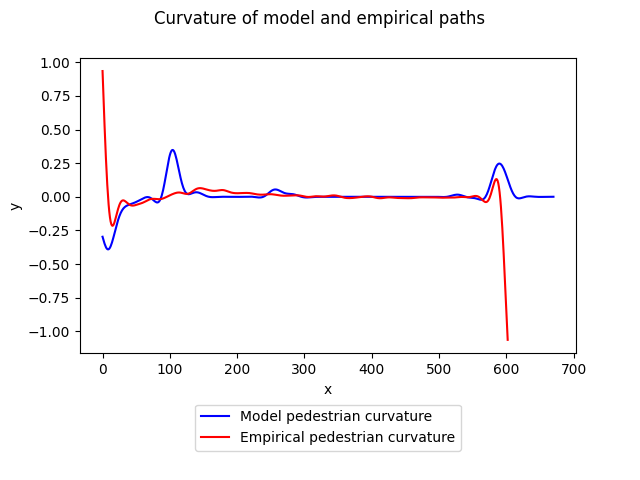 Curvature of model and empirical paths
1.00
0.75
0.50
0.25
0.00
−0.25
−0.50
−0.75
−1.00
y
0 100 200 300 400 500 600 700
x
Model pedestrian curvature
Empirical pedestrian curvature